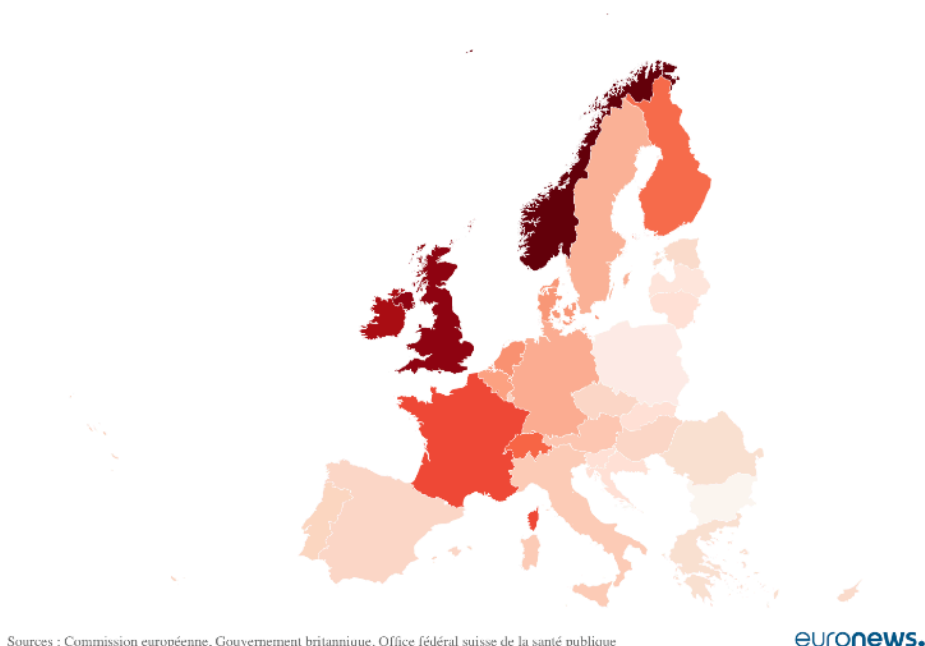 Sources : Commission européenne, Gouvernement britannique, Office fédéral suisse de la santé publique
euronews.